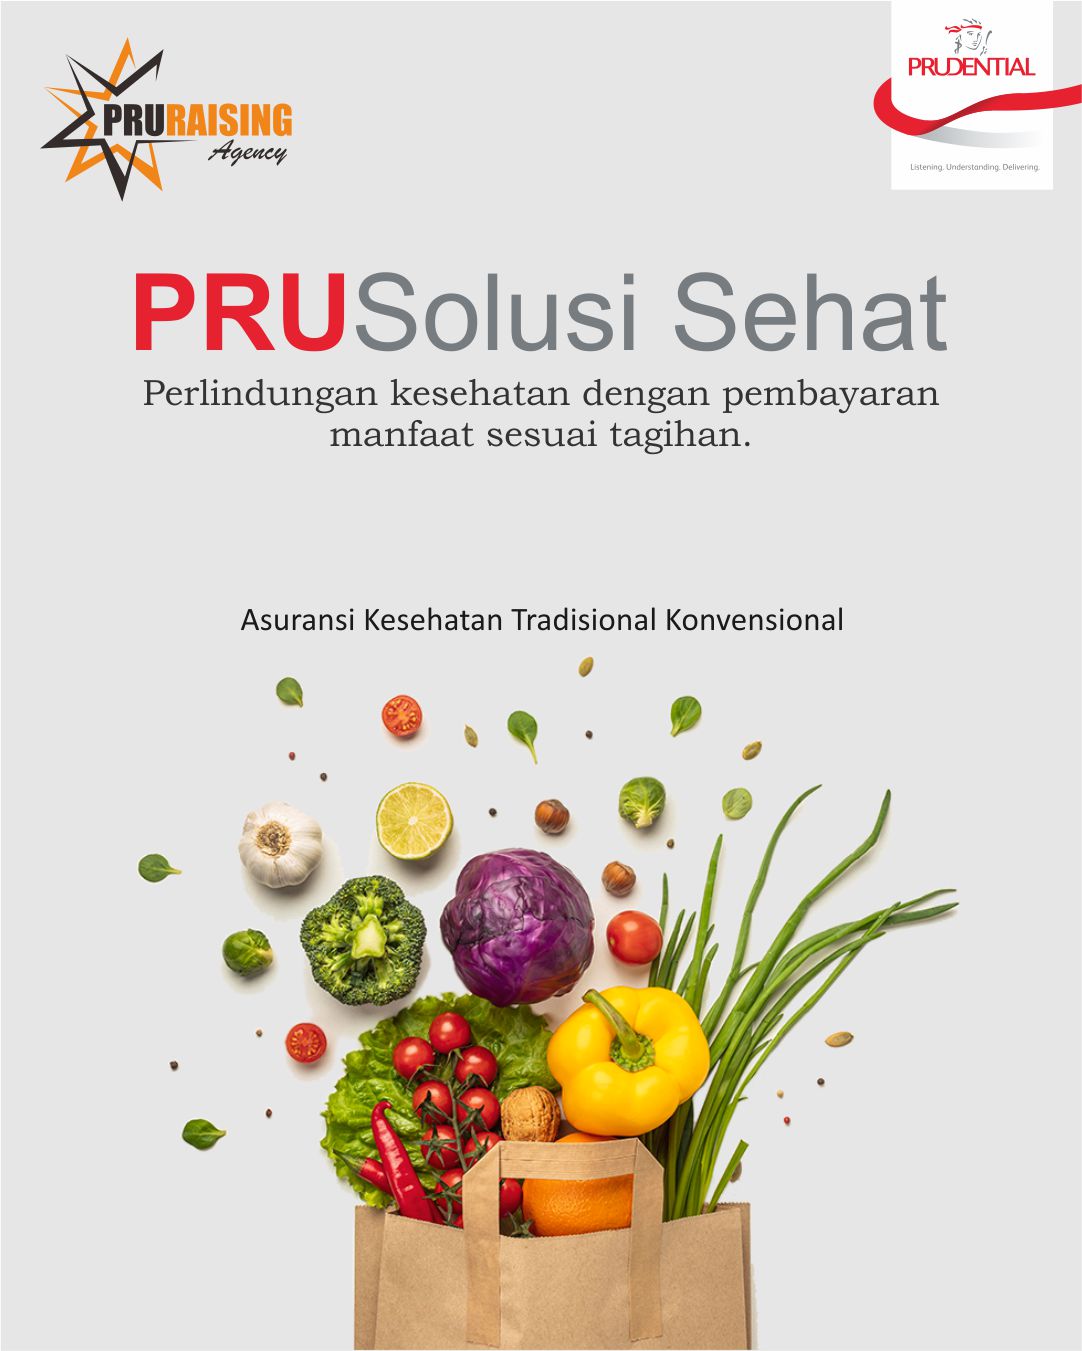 PRURAISING
Agency
PRUDENTIAL
Listening. Understanding. Delivering.
PRUSolusi Sehat
Perlindungan kesehatan dengan pembayaran
manfaat sesuai tagihan.
Asuransi Kesehatan Tradisional Konvensional